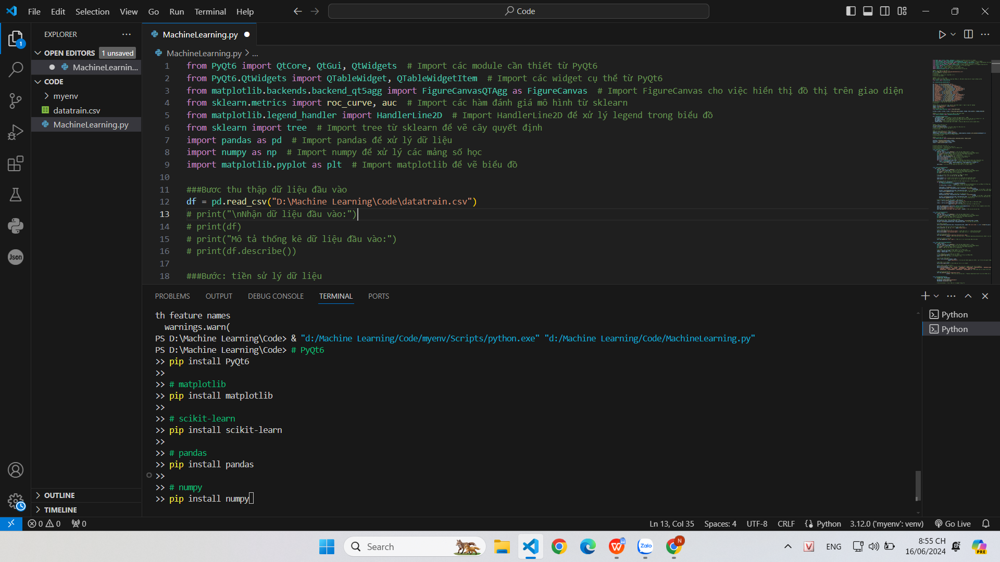 File Edit Selection View Go Run Terminal Help
Code
EXPLORER
OPEN EDITORS 1 unsaved
MachineLearnin...
CODE
myenv
datatrain.csv
MachineLearning.py
OUTLINE
TIMELINE
1
Json
MachineLearning.py
MachineLearning.py > ...
1 from PyQt6 import QtCore, QtGui, QtWidgets # Import các module cần thiết từ PyQt6
2 from PyQt6.QtWidgets import QTableWidget, QTableWidgetItem # Import các widget cụ thể từ PyQt6
3 from matplotlib.backends.backend_qt5agg import FigureCanvasQTAgg as FigureCanvas # Import FigureCanvas cho việc hiển thị đồ thị trên giao diện
4 from sklearn.metrics import roc_curve, auc # Import các hàm đánh giá mô hình từ sklearn
5 from matplotlib.legend_handler import HandlerLine2D # Import HandlerLine2D để xử lý legend trong biểu đồ
6 from sklearn import tree # Import tree từ sklearn để vẽ cây quyết định
7 import pandas as pd # Import pandas để xử lý dữ liệu
8 import numpy as np # Import numpy để xử lý các mảng số học
9 import matplotlib.pyplot as plt # Import matplotlib để vẽ biểu đồ
10
11 ###Bươc thu thập dữ liệu đầu vào
12 df = pd.read_csv("D:\Machine Learning\Code\datatrain.csv")
13 # print("\nNhận dữ liệu đầu vào:")
14 # print(df)
15 # print("Mô tả thống kê dữ liệu đầu vào:")
16 # print(df.describe())
17
18 ###Bước: tiền sử lý dữ liệu
PROBLEMS OUTPUT DEBUG CONSOLE TERMINAL PORTS
th feature names
warnings.warn(
PS D:\Machine Learning\Code> & "d:/Machine Learning/Code/myenv/Scripts/python.exe" "d:/Machine Learning/Code/MachineLearning.py"
PS D:\Machine Learning\Code> # PyQt6
>> pip install PyQt6
>>
>> # matplotlib
>> pip install matplotlib
>>
>> # scikit-learn
>> pip install scikit-learn
>>
>> # pandas
>> pip install pandas
>>
>> # numpy
>> pip install numpy
Python
Python
0 0 0
Ln 13, Col 35 Spaces: 4 UTF-8 CRLF Python 3.12.0 ('myenv': venv) Go Live
Search
Zalo
N
V
ENG
8:55 CH
16/06/2024
PRE